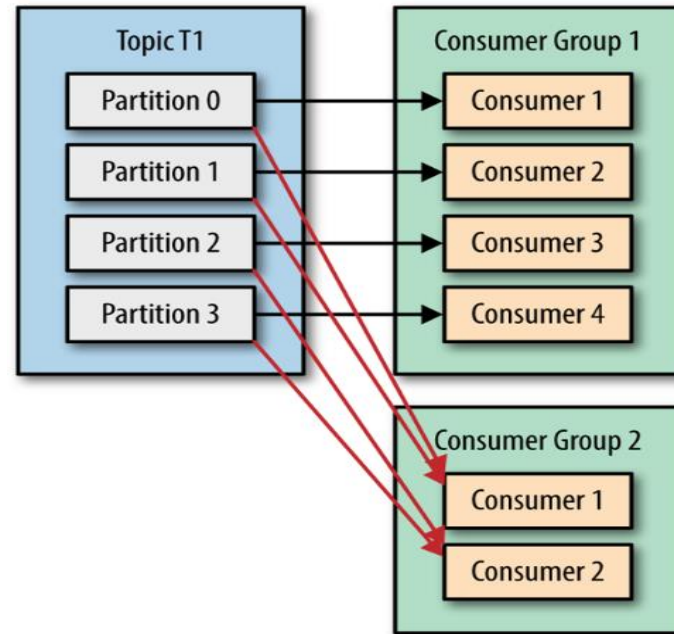 Topic T1
Partition 0
Partition 1
Partition 2
Partition 3
Consumer Group 1
Consumer 1
Consumer 2
Consumer 3
Consumer 4
Consumer Group 2
Consumer 1
Consumer 2